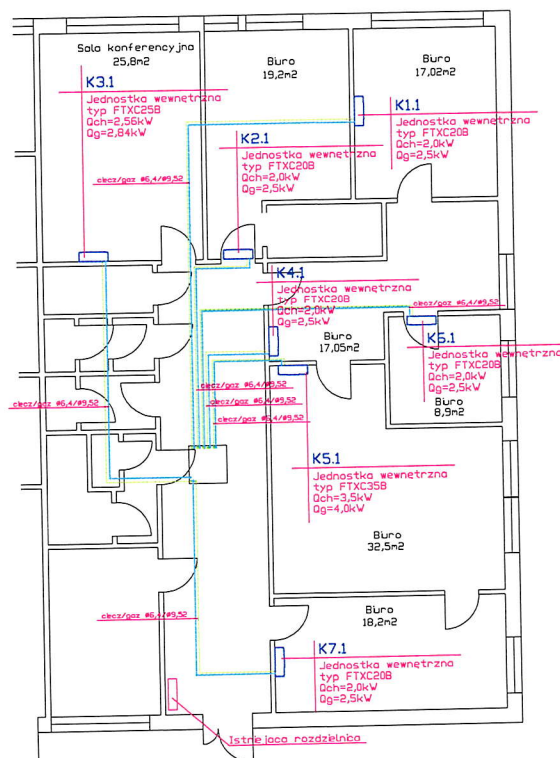 Sala konferencyjna
25,8m2
Biuro
19,2m2
Biuro
17,02m2
K3.1
Jednostka wewnętrzna
typ FTXC25B
Qch=2,56kW
Qg=2,84kW
K1.1
Jednostka wewnętrzna
typ FTXC20B
Qch=2,0kW
Qg=2,5kW
K2.1
Jednostka wewnętrzna
typ FTXC20B
Qch=2,0kW
Qg=2,5kW
ciecz/gaz ø6,4/ø9,52
K4.1
Jednostka wewnętrzna
typ FTXC20B
Qch=2,0kW
Qg=2,5kW
ciecz/gaz ø6,4/ø9,52
Biuro
17,05m2
K6.1
Jednostka wewnętrzna
typ FTXC20B
Qch=2,0kW
Qg=2,5kW
Biuro
8,9m2
ciecz/gaz ø6,4/ø9,52
ciecz/gaz ø6,4/ø9,52
ciecz/gaz ø6,4/ø9,52
ciecz/gaz ø6,4/ø9,52
K5.1
Jednostka wewnętrzna
typ FTXC35B
Qch=3,5kW
Qg=4,0kW
Biuro
32,5m2
ciecz/gaz ø6,4/ø9,52
Biuro
18,2m2
K7.1
Jednostka wewnętrzna
typ FTXC20B
Qch=2,0kW
Qg=2,5kW
Istniejaca rozdzielnica